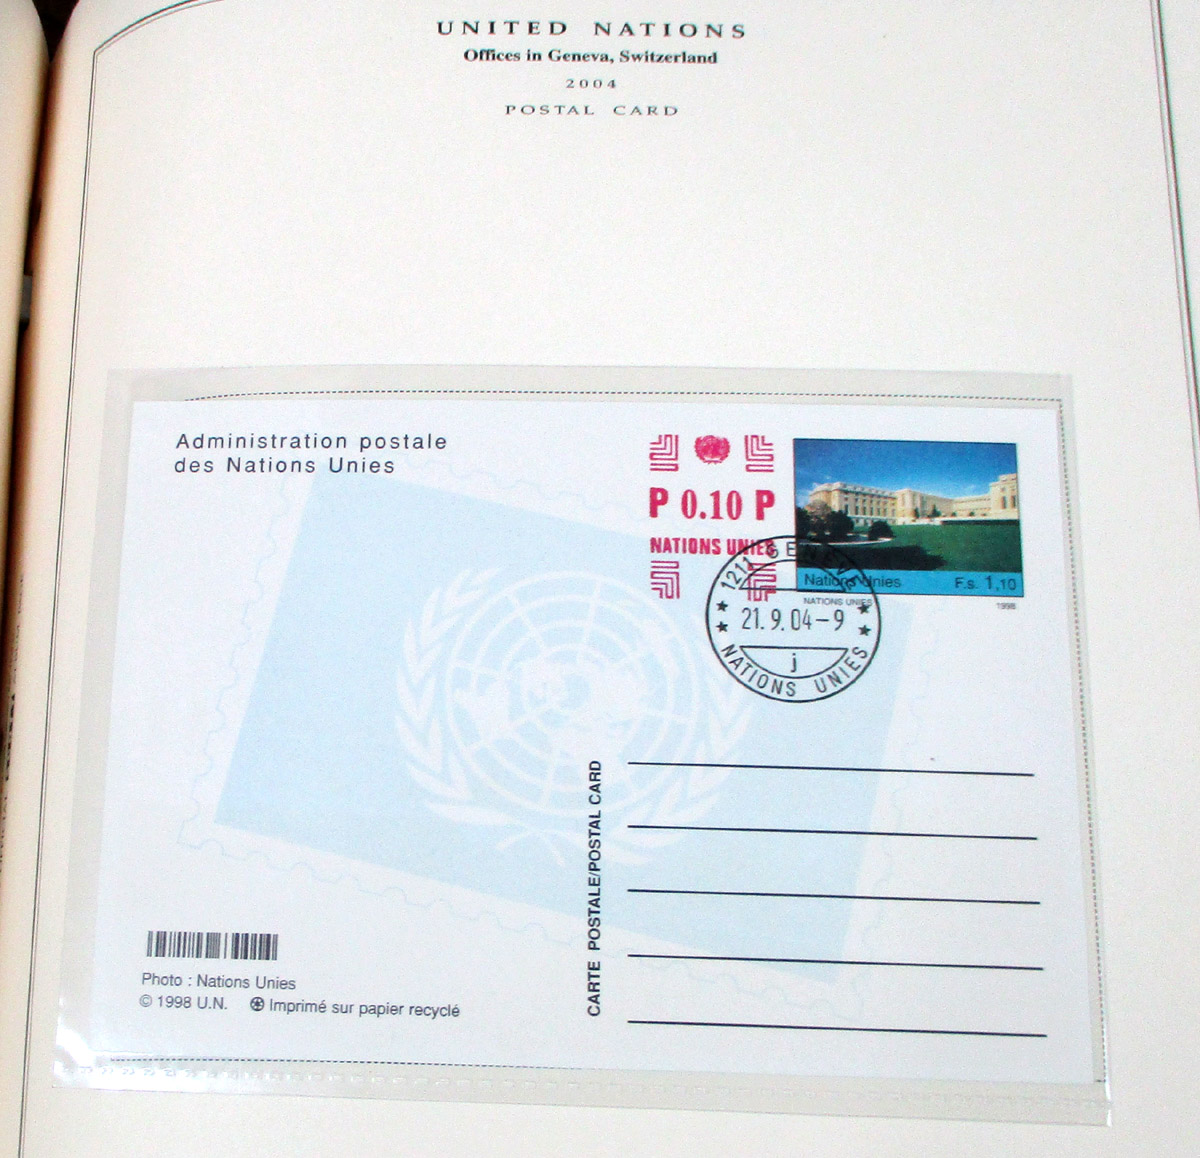 UNITED NATIONS
Offices in Geneva, Switzerland
2004
POSTAL CARD
Administration postale
des Nations Unies
P 0.10 P
NATIONS UNIES
Nations Unies F.s. 1,10
NATIONS UNIES 1998
1211 GENÈVE
21.9.04-9
j
NATIONS UNIES
CARTE POSTALE/POSTAL CARD
Photo : Nations Unies
© 1998 U.N. Imprimé sur papier recyclé